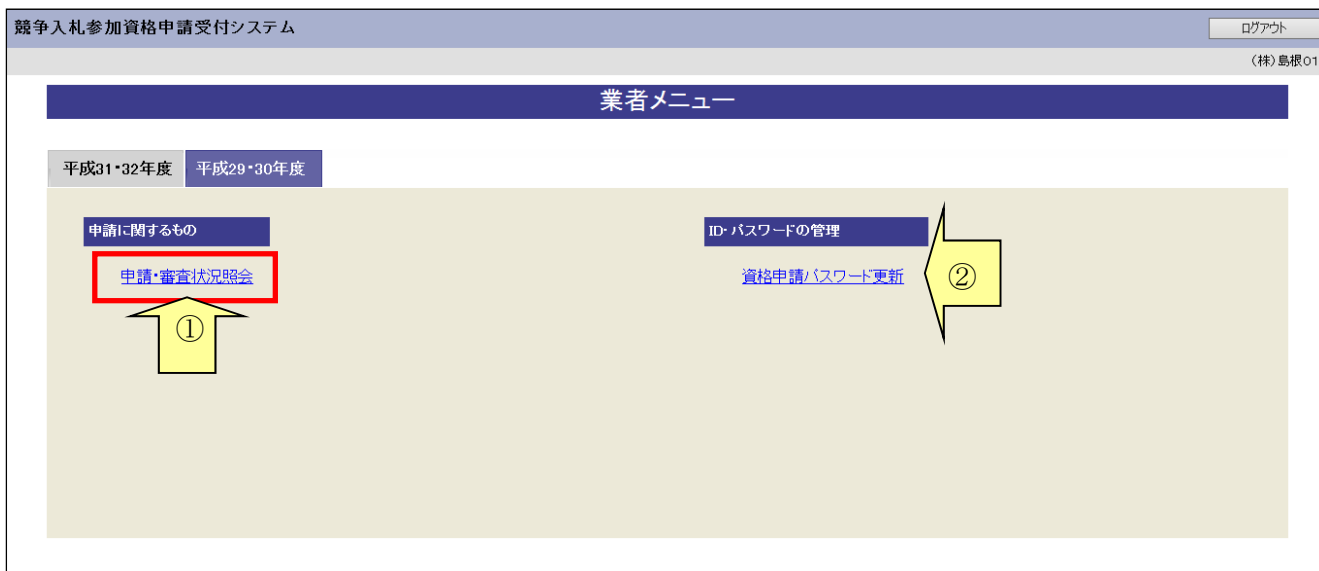 競争入札参加資格申請受付システム
ログアウト
(株)島根01
業者メニュー
平成31・32年度 平成29・30年度
申請に関するもの
ID・パスワードの管理
申請・審査状況照会
資格申請パスワード更新
②
①